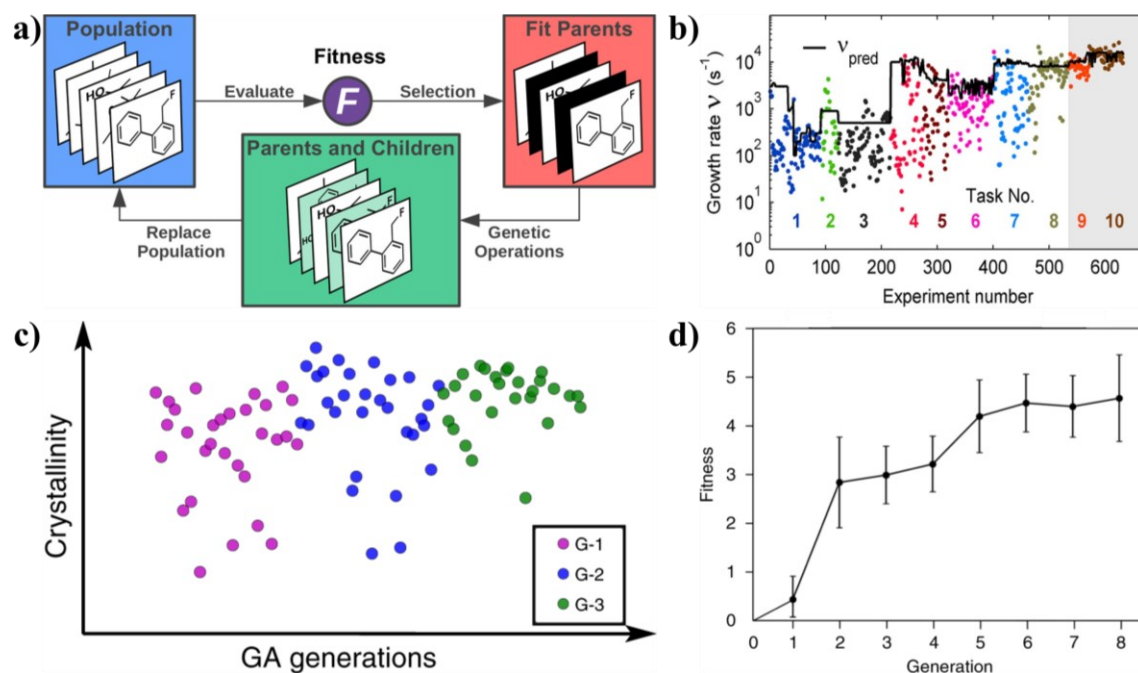 a)
Population
HO
F
Evaluate
Fitness
F
Selection
Fit Parents
HO
F
Parents and Children
HO
F
F
Replace
Population
Genetic
Operations
b)
Growth rate ν (s⁻¹)
10⁴
10³
10²
10¹
10⁰
ν pred
Task No.
1 2 3 4 5 6 7 8 9 10
0 100 200 300 400 500 600
Experiment number
c)
Crystallinity
G-1
G-2
G-3
GA generations
d)
Fitness
6
5
4
3
2
1
0
0 1 2 3 4 5 6 7 8
Generation